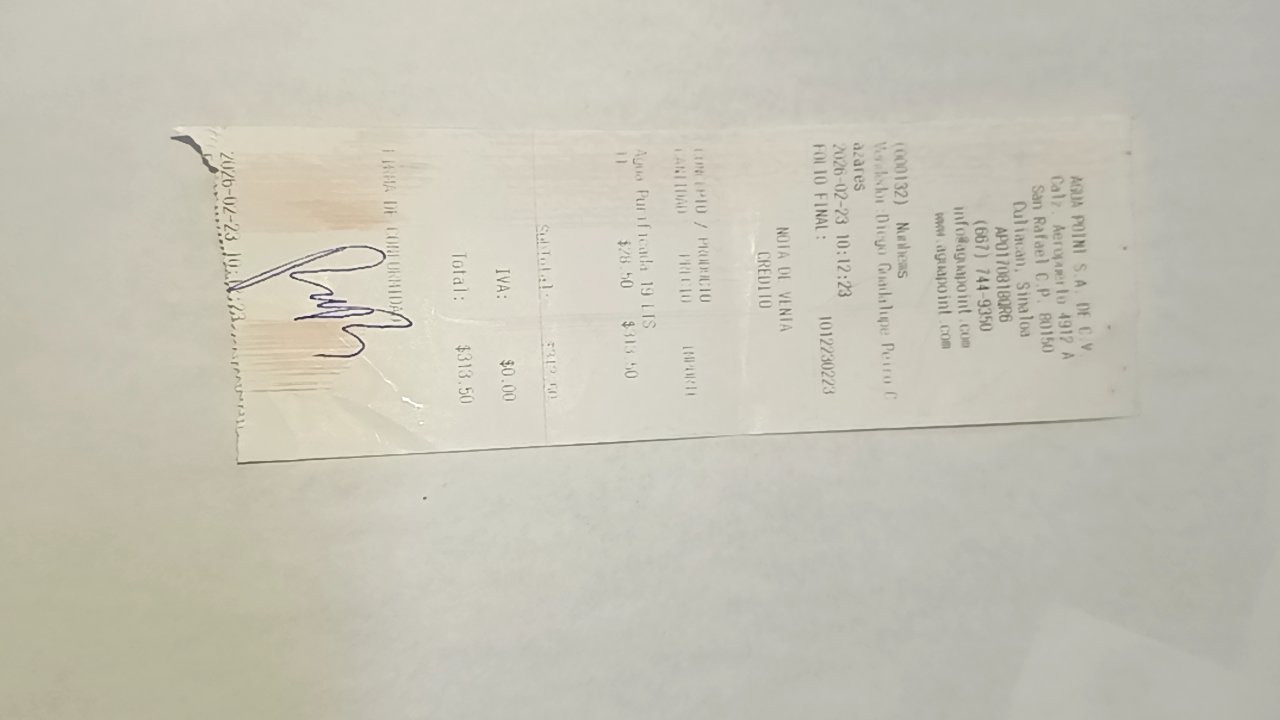 AGUA POINT S.A. DE C.V.
Calz. Aeropuerto 4912 A
San Rafael C.P. 80150
Culiacan, Sinaloa
(667) 744-9350
info@aguapoint.com
www.aguapoint.com
(000132)
Vendedor:Diego Guadalupe C
azares
2026-02-23 10:12:23
FOLIO FINAL: 1012230223
NOTA DE VENTA
CREDITO
CONCEPTO / PRODUCTO
CANTIDAD PRECIO IMPORTE
Agua Purificada 19 LTS
11 $28.50 $313.50
SubTotal: $313.50
IVA: $0.00
Total: $313.50
FIRMA DE CONFORMIDAD
2026-02-23